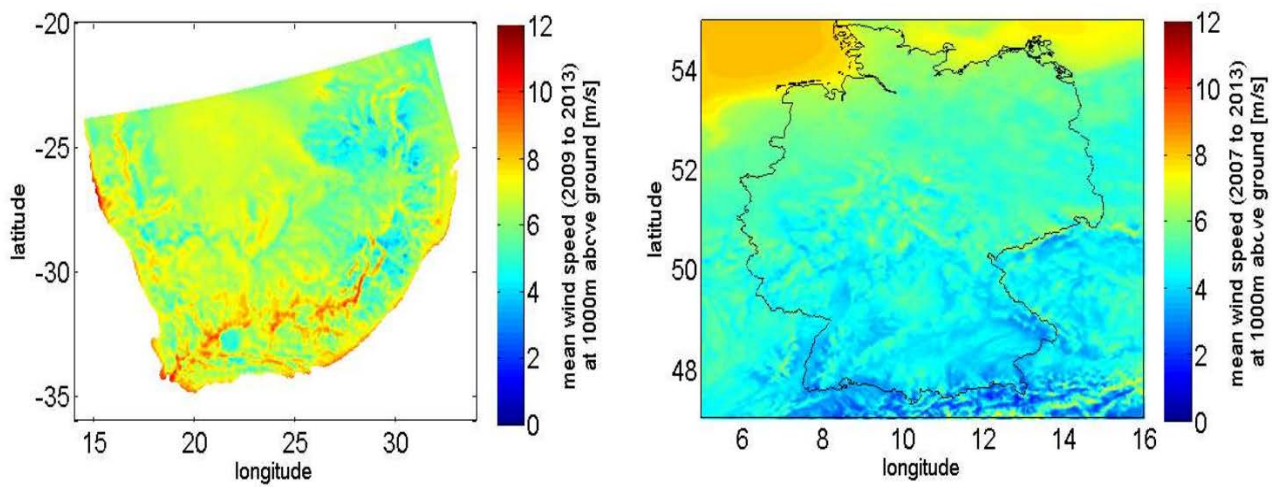 -20
-25
-30
-35
latitude
15 20 25 30
longitude
12
10
8
6
4
2
0
mean wind speed (2009 to 2013)
at 1000m above ground [m/s]
54
52
50
48
latitude
6 8 10 12 14 16
longitude
12
10
8
6
4
2
0
mean wind speed (2007 to 2013)
at 1000m above ground [m/s]